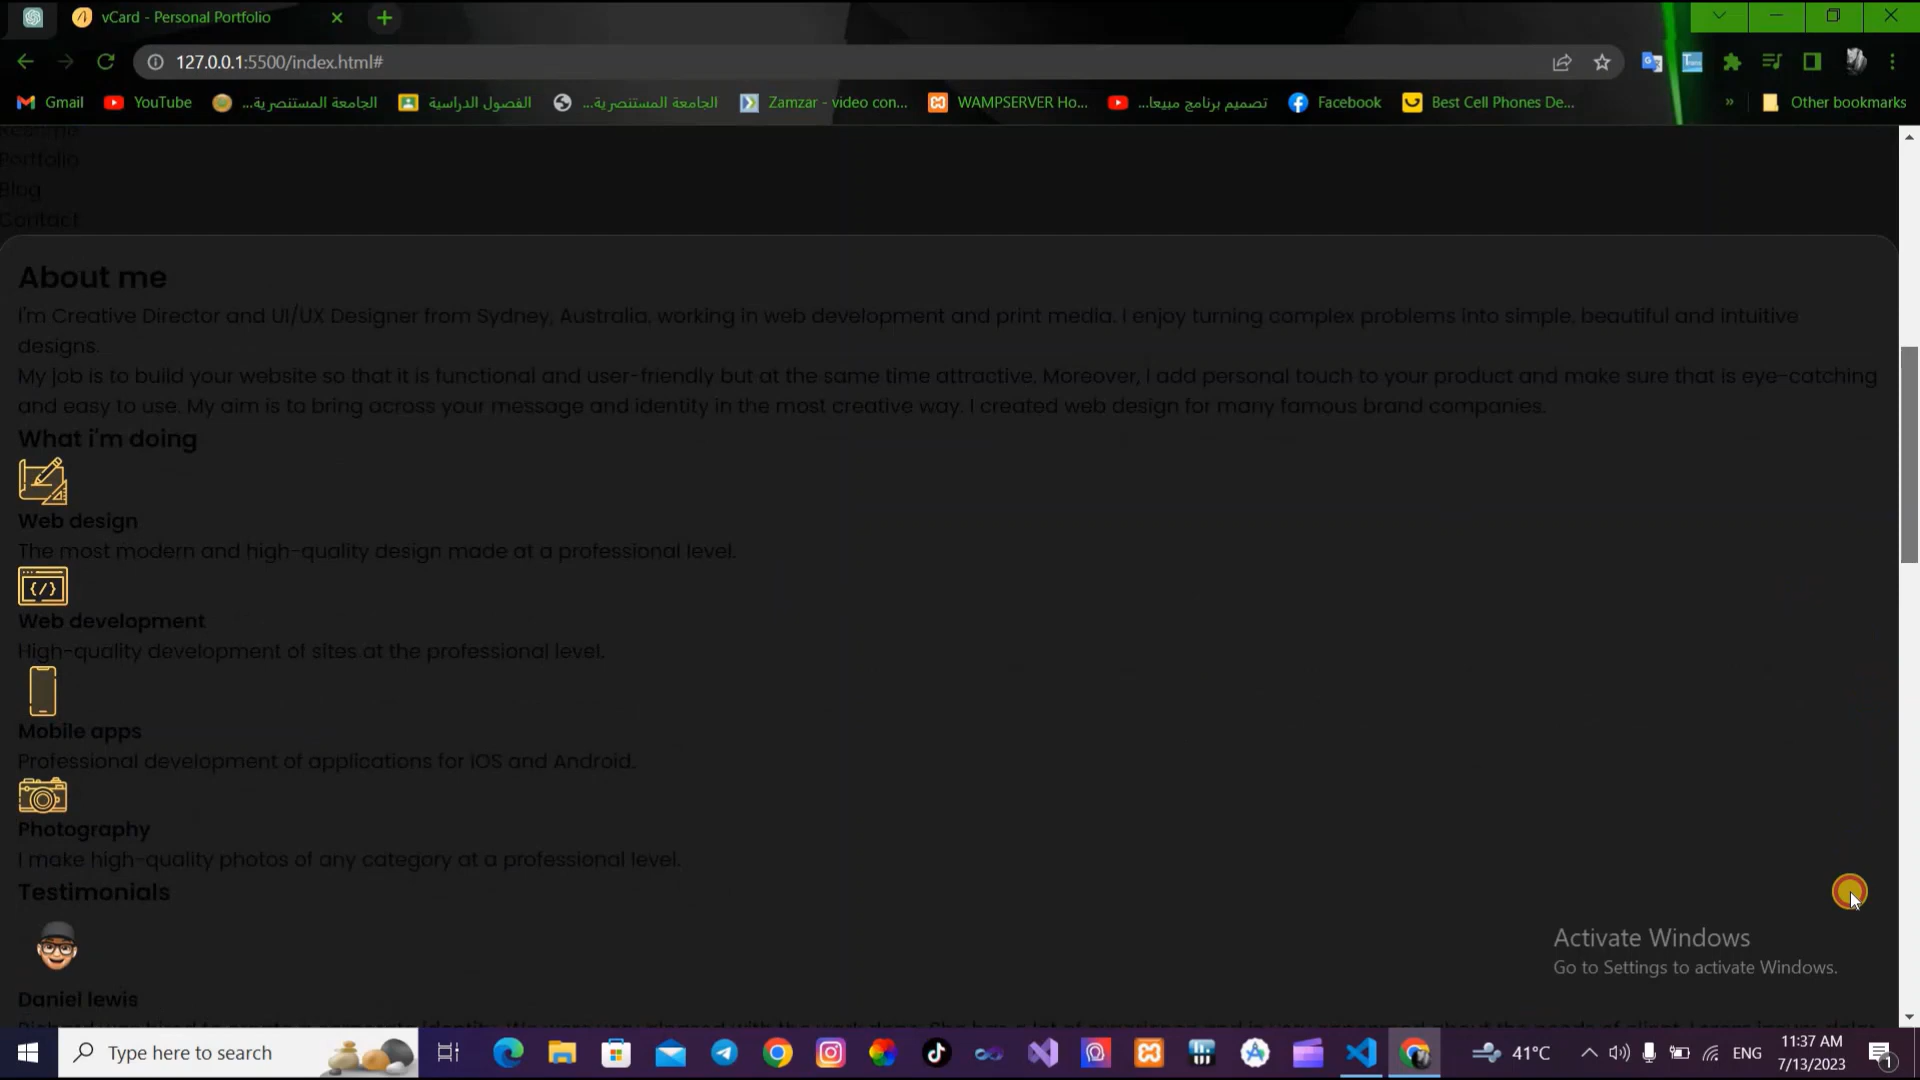 vCard - Personal Portfolio
127.0.0.1:5500/index.html#
Gmail
YouTube
الجامعة المستنصرية...
الفصول الدراسية
الجامعة المستنصرية...
Zamzar - video con...
WAMPSERVER Ho...
تصميم برنامج مبيعا...
Facebook
Best Cell Phones De...
»
Other bookmarks
Portfolio
Blog
Contact
About me
I'm Creative Director and UI/UX Designer from Sydney, Australia, working in web development and print media. I enjoy turning complex problems into simple, beautiful and intuitive
designs.
My job is to build your website so that it is functional and user-friendly but at the same time attractive. Moreover, I add personal touch to your product and make sure that is eye-catching
and easy to use. My aim is to bring across your message and identity in the most creative way. I created web design for many famous brand companies.
What i'm doing
Web design
The most modern and high-quality design made at a professional level.
Web development
High-quality development of sites at the professional level.
Mobile apps
Professional development of applications for iOS and Android.
Photography
I make high-quality photos of any category at a professional level.
Testimonials
Daniel lewis
Activate Windows
Go to Settings to activate Windows.
Type here to search
41°C
ENG
11:37 AM
7/13/2023
1